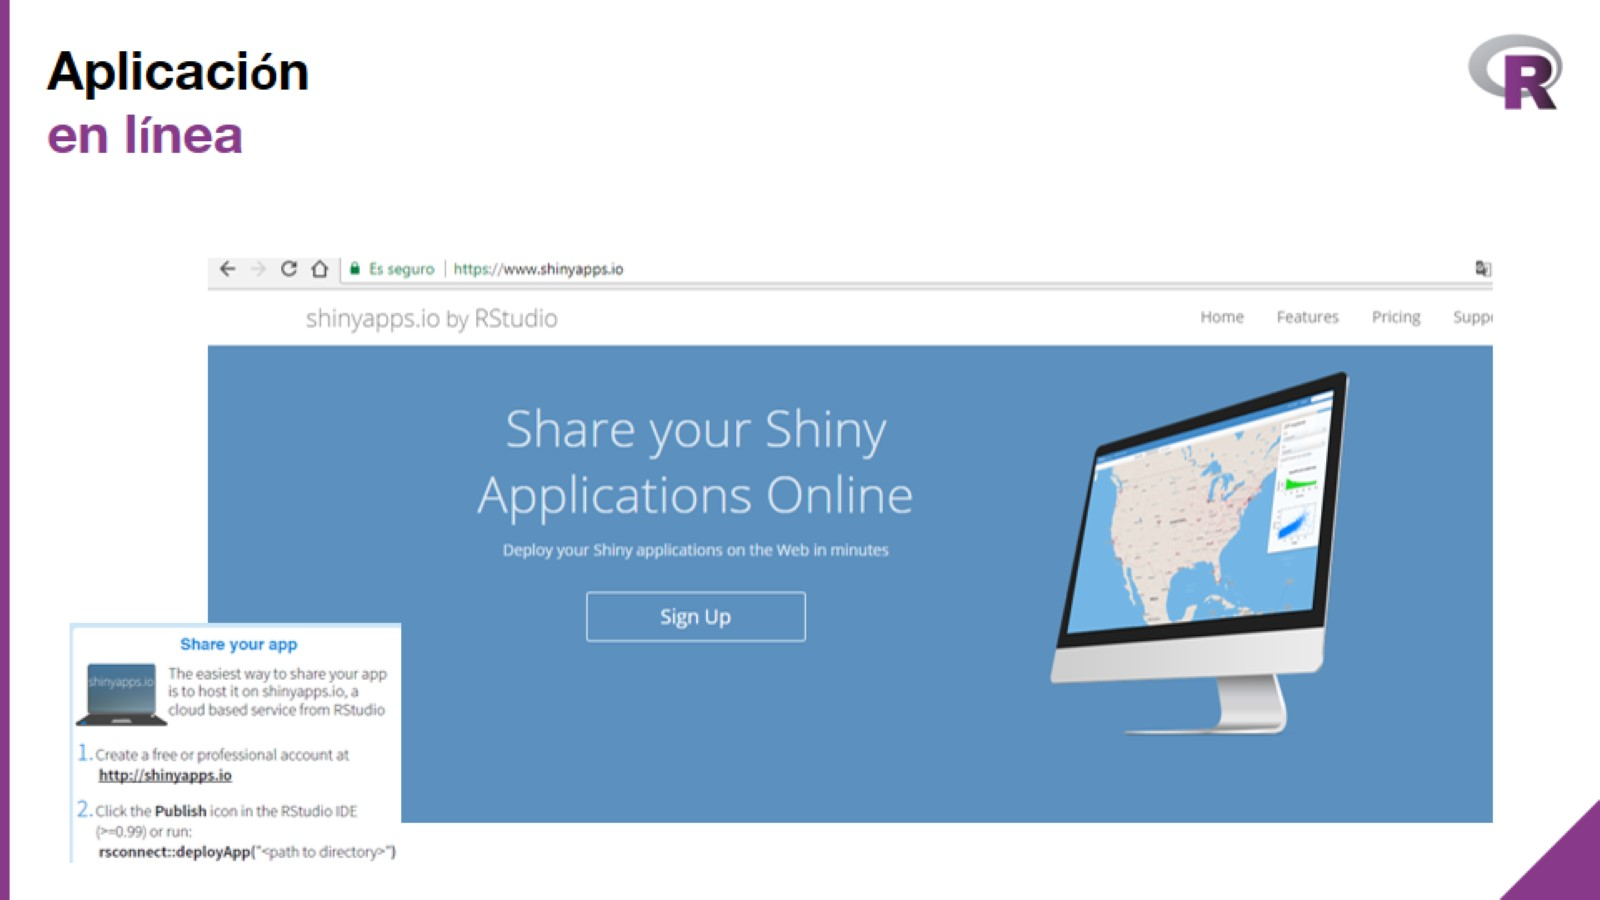 Aplicación
en línea
R
Es seguro | https://www.shinyapps.io
shinyapps.io by RStudio
Home Features Pricing Suppo
Share your Shiny
Applications Online
Deploy your Shiny applications on the Web in minutes
Sign Up
Share your app
shinyapps.io
The easiest way to share your app
is to host it on shinyapps.io, a
cloud based service from RStudio
1. Create a free or professional account at
http://shinyapps.io
2. Click the Publish icon in the RStudio IDE
(>=0.99) or run:
rsconnect::deployApp("<path to directory>")